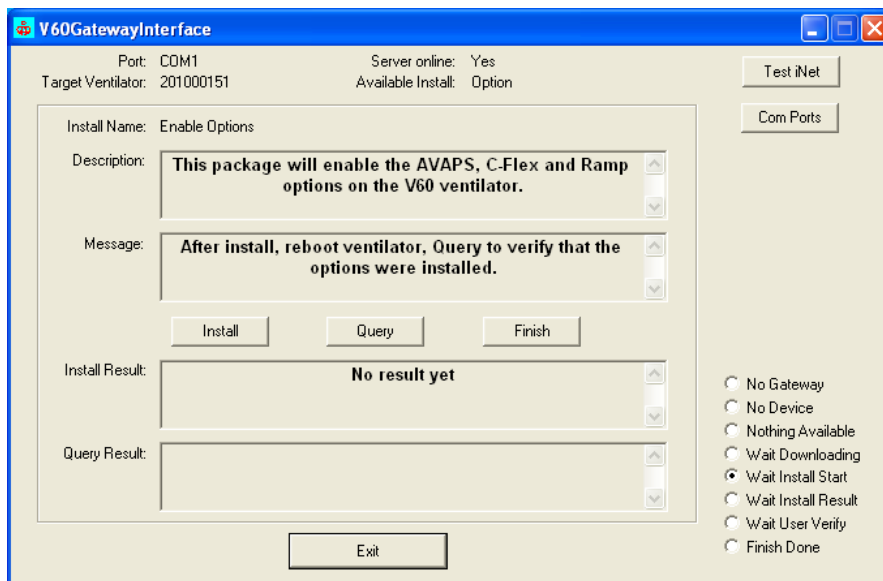 V60GatewayInterface
Port: COM1 Server online: Yes
Target Ventilator: 201000151 Available Install: Option
Test iNet
Com Ports
Install Name: Enable Options
Description: This package will enable the AVAPS, C-Flex and Ramp
options on the V60 ventilator.
Message: After install, reboot ventilator, Query to verify that the
options were installed.
Install Query Finish
Install Result: No result yet
Query Result:
No Gateway
No Device
Nothing Available
Wait Downloading
Wait Install Start
Wait Install Result
Wait User Verify
Finish Done
Exit